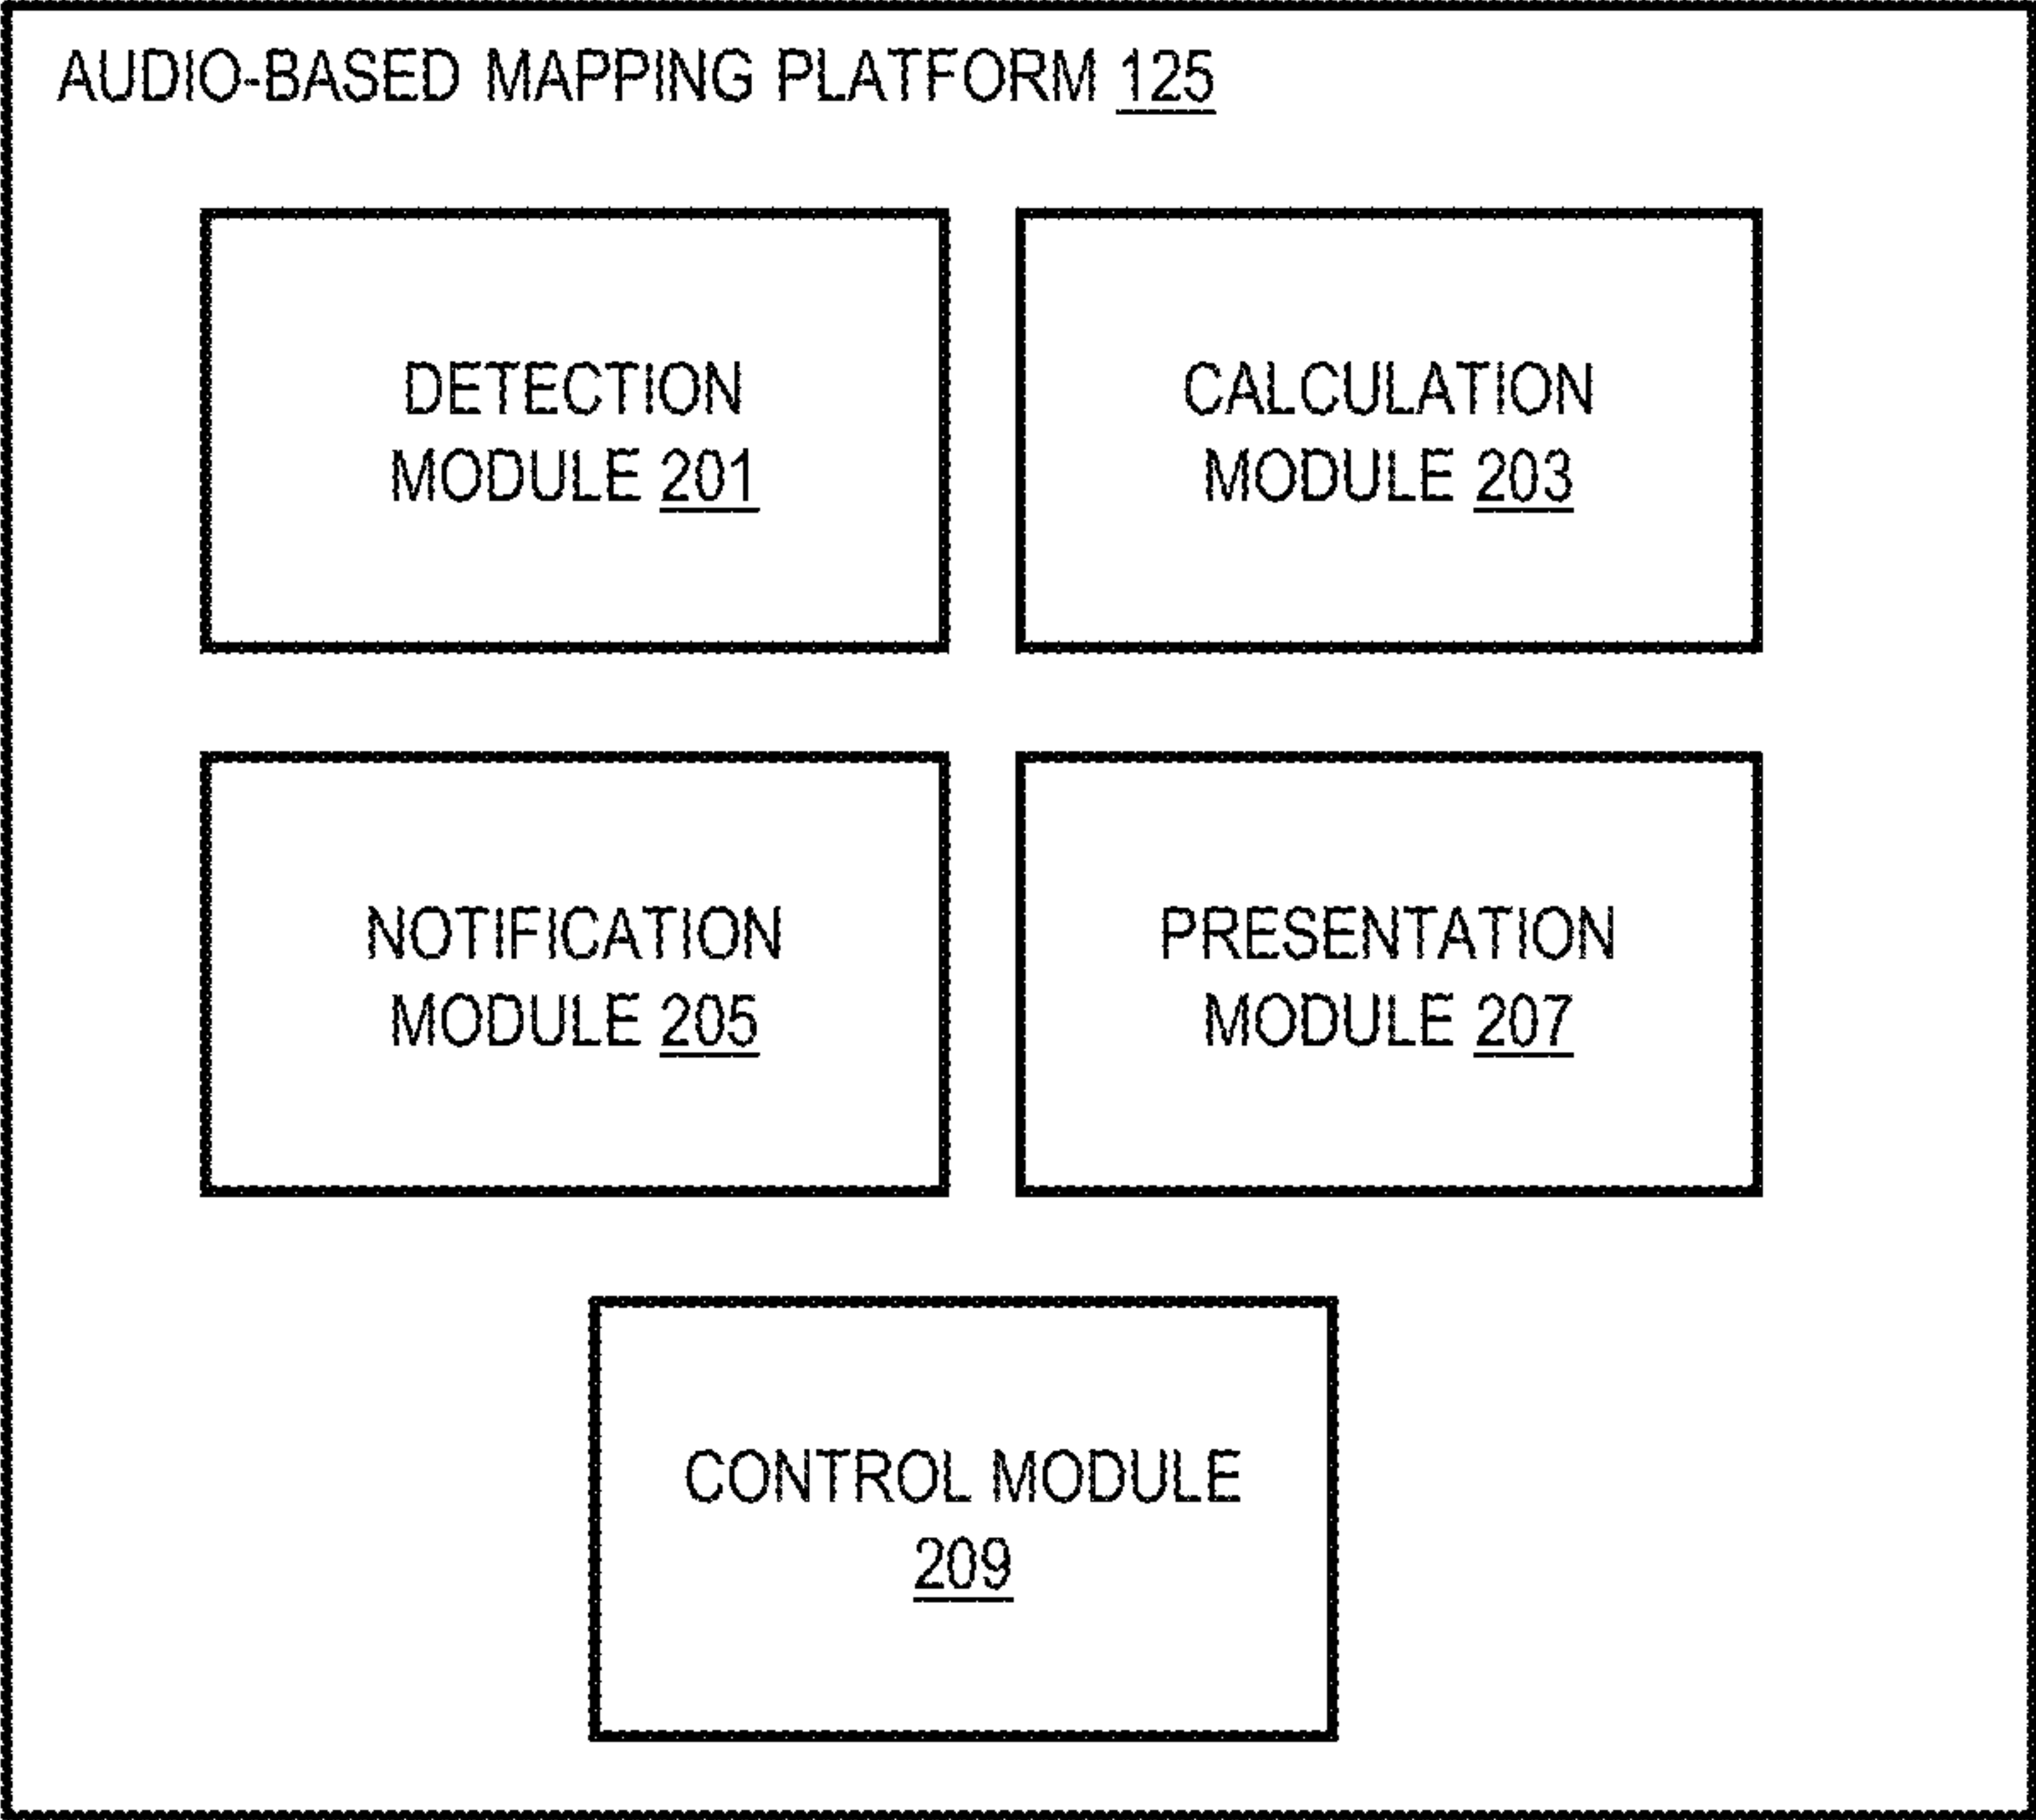 AUDIO-BASED MAPPING PLATFORM 125
DETECTION
MODULE 201
CALCULATION
MODULE 203
NOTIFICATION
MODULE 205
PRESENTATION
MODULE 207
CONTROL MODULE
209